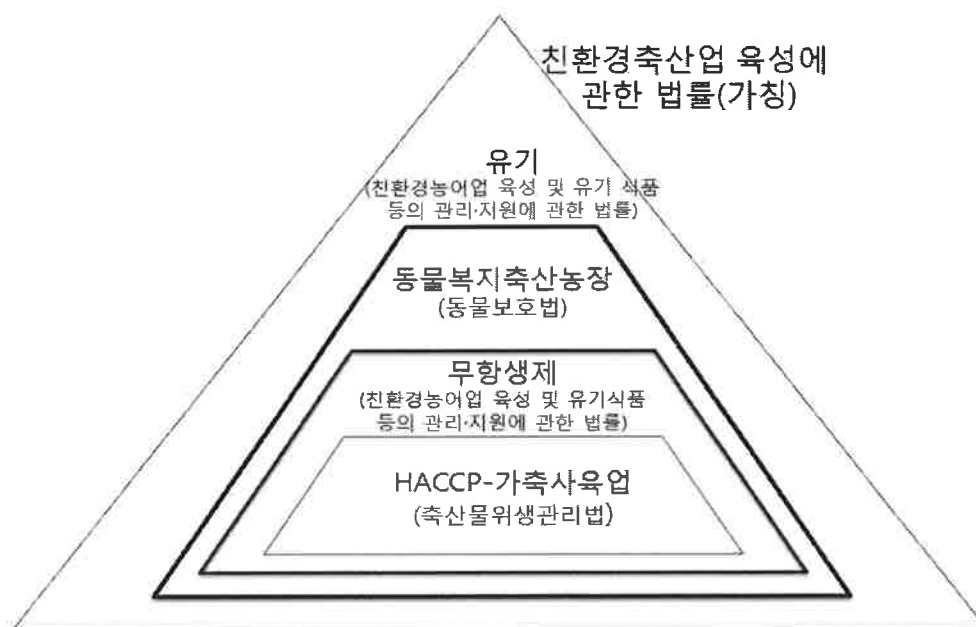 친환경축산업 육성에
관한 법률(가칭)
유기
(친환경농어업 육성 및 유기 식품
등의 관리·지원에 관한 법률)
동물복지축산농장
(동물보호법)
무항생제
(친환경농어업 육성 및 유기식품
등의 관리·지원에 관한 법률)
HACCP-가축사육업
(축산물위생관리법)